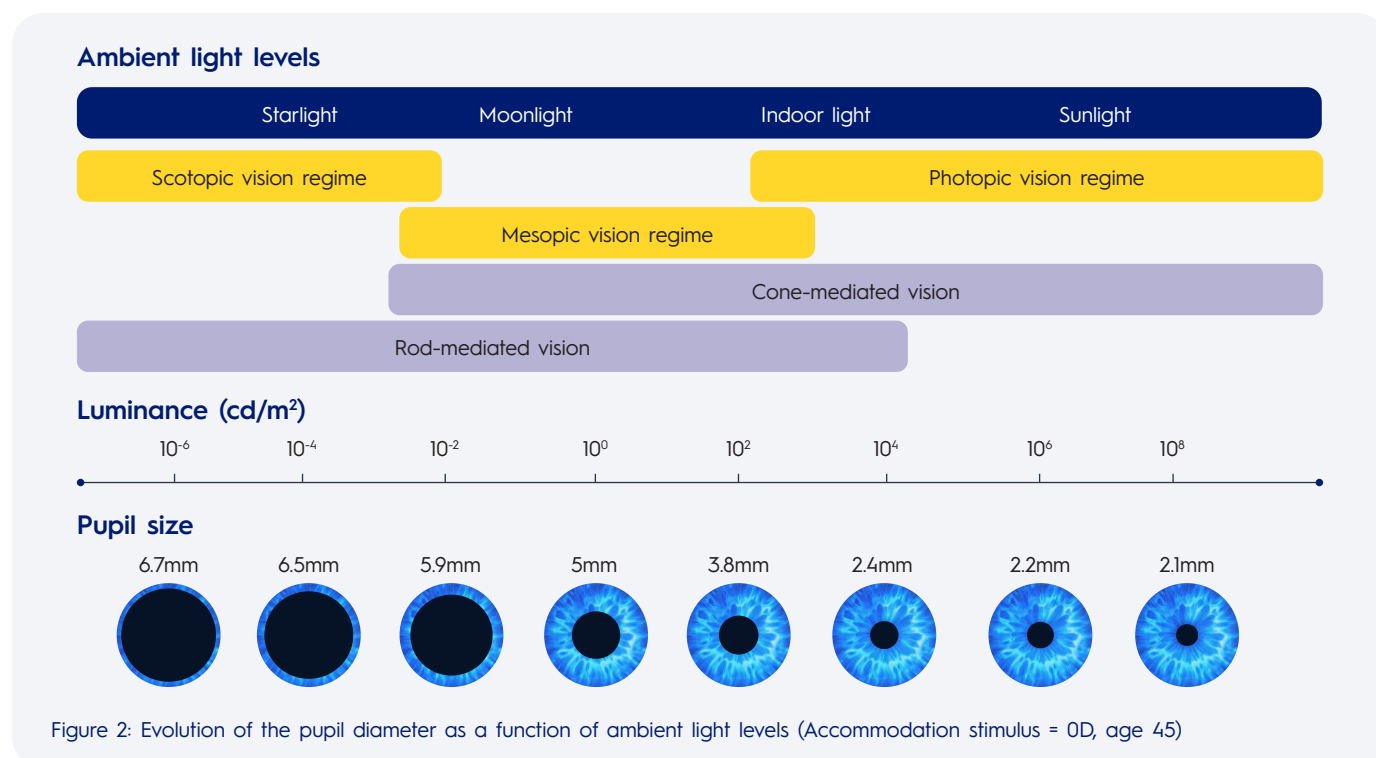 Ambient light levels
Starlight Moonlight Indoor light Sunlight
Scotopic vision regime Photopic vision regime
Mesopic vision regime
Cone-mediated vision
Rod-mediated vision
Luminance (cd/m²)
10⁻⁶ 10⁻⁴ 10⁻² 10⁰ 10² 10⁴ 10⁶ 10⁸
Pupil size
6.7mm 6.5mm 5.9mm 5mm 3.8mm 2.4mm 2.2mm 2.1mm
Figure 2: Evolution of the pupil diameter as a function of ambient light levels (Accommodation stimulus = 0D, age 45)